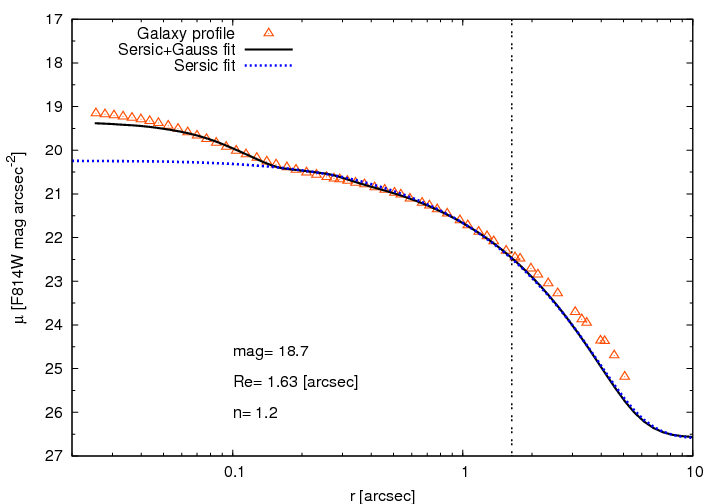 17
18
19
20
21
22
23
24
25
26
27
0.1
1
10
μ [F814W mag arcsec-2]
r [arcsec]
Galaxy profile
Sersic+Gauss fit
Sersic fit
mag= 18.7
Re= 1.63 [arcsec]
n= 1.2